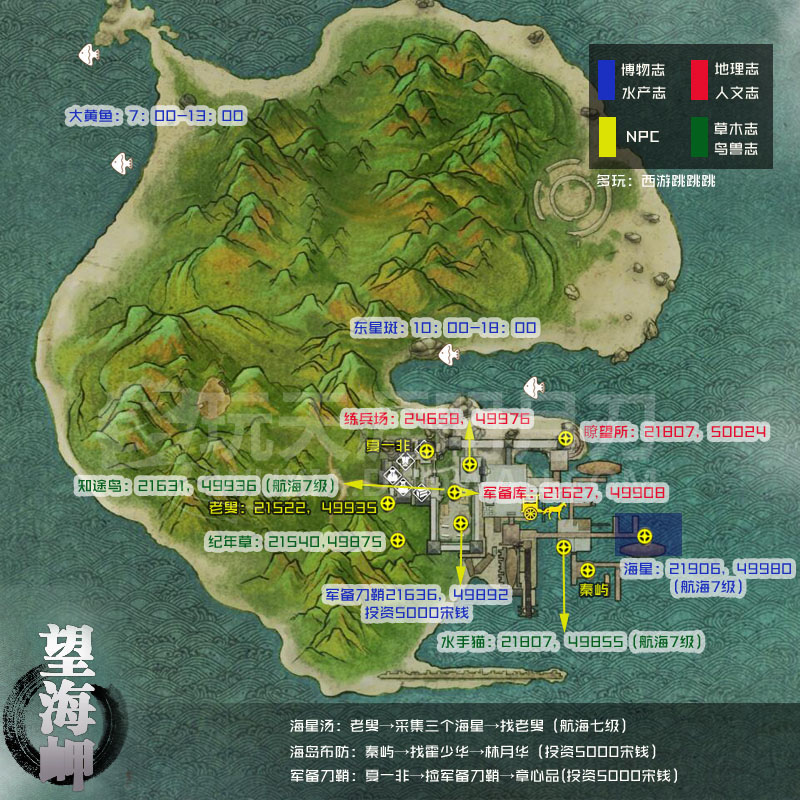 博物志
水产志
地理志
人文志
NPC
草木志
鸟兽志
多玩：西游跳跳跳
大黄鱼：7：00-13：00
东星斑：10：00-18：00
练兵场：24658，49976
瞭望所：21807，50024
夏一非
知途鸟：21631，49936(航海7级)
军备库：21627，49908
老叟：21522，49935
纪年草：21540,49875
海星：21906，49980
(航海7级)
秦屿
军备刀鞘21636，49892
投资5000宋钱
水手猫：21807，49855(航海7级)
望海岬
海星汤：老叟→采集三个海星→找老叟（航海七级）
海岛布防：秦屿→找霍少华→林月华（投资5000宋钱）
军备刀鞘：夏一非→捡军备刀鞘→章心品(投资5000宋钱）